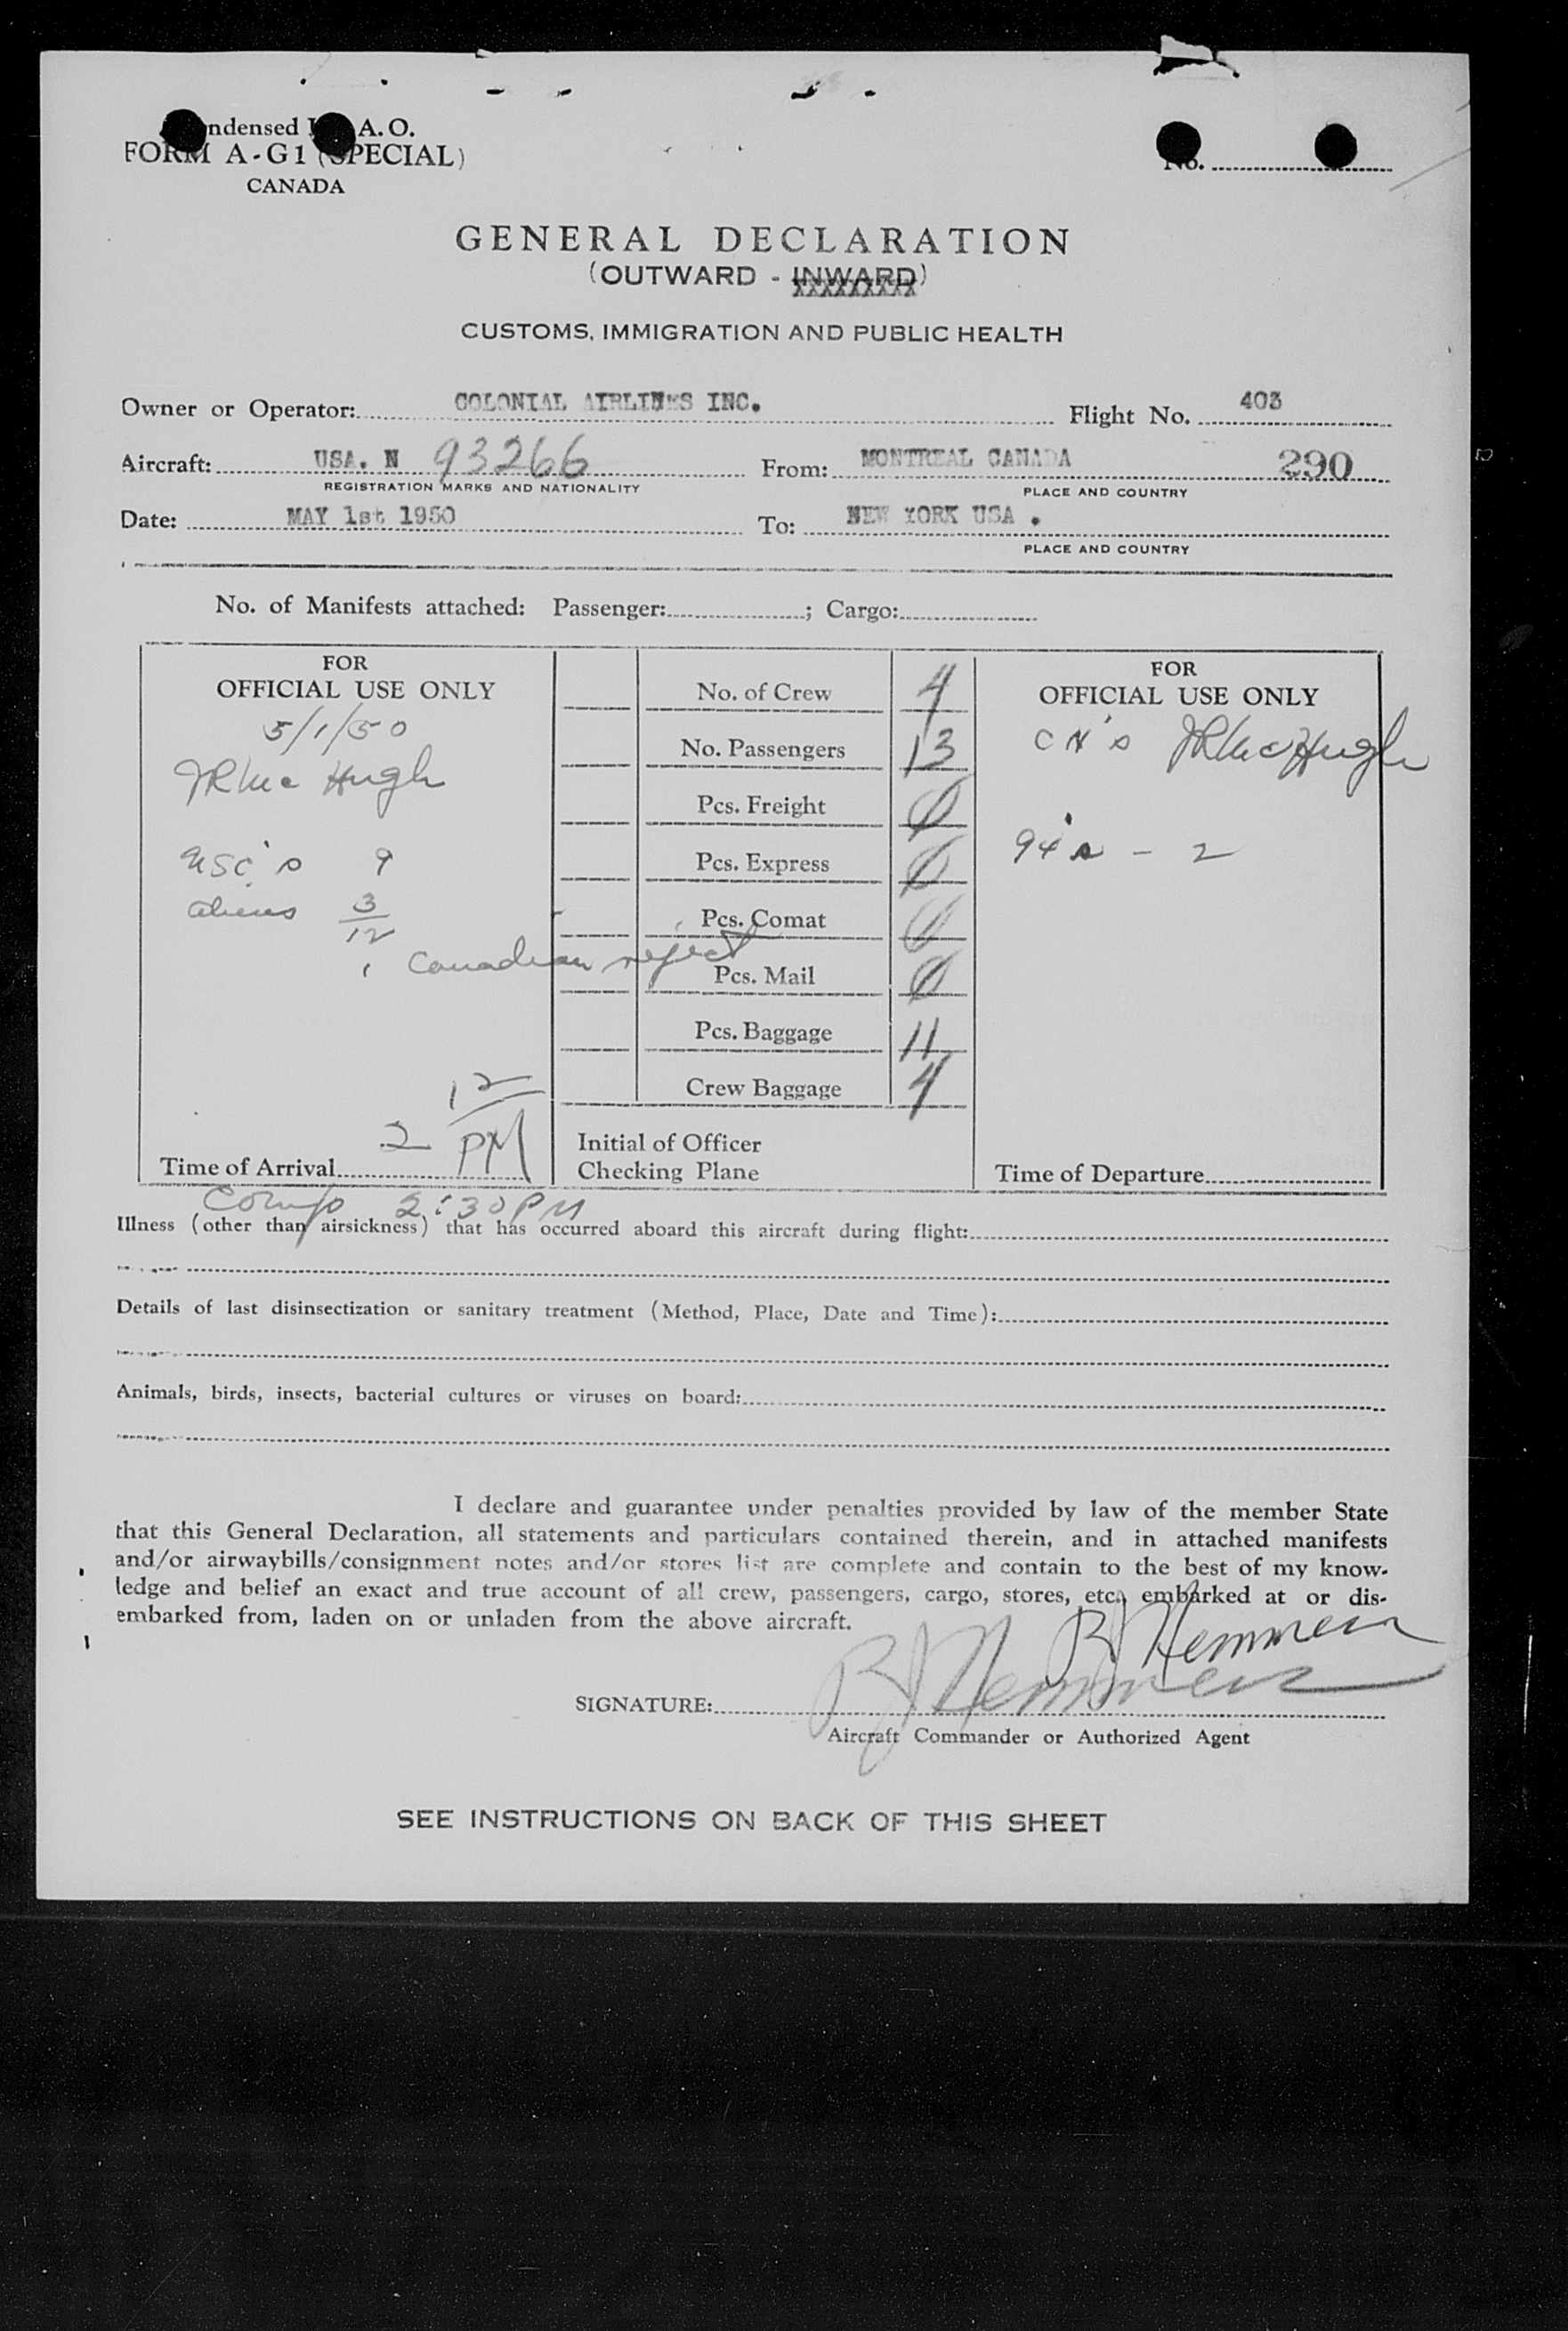 ndensed I A.O.
FORM A-G1 (SPECIAL)
CANADA
No.
GENERAL DECLARATION
(OUTWARD - INWARD)
CUSTOMS, IMMIGRATION AND PUBLIC HEALTH
Owner or Operator: COLONIAL AIRLINES INC. Flight No. 403
Aircraft: USA. N 93266 From: MONTREAL CANADA 290
REGISTRATION MARKS AND NATIONALITY PLACE AND COUNTRY
Date: MAY 1st 1950 To: NEW YORK USA .
PLACE AND COUNTRY
No. of Manifests attached: Passenger: ; Cargo:
FOR
OFFICIAL USE ONLY
5/1/50
JR McHugh
USC's 9
aliens 3
12
1 Canadian reject
12
2 PM
Time of Arrival
No. of Crew 4
No. Passengers 13
Pcs. Freight 0
Pcs. Express 0
Pcs. Comat 0
Pcs. Mail 0
Pcs. Baggage 11
Crew Baggage 4
Initial of Officer
Checking Plane
FOR
OFFICIAL USE ONLY
JR McHugh
94's - 2
Time of Departure
Comp 2:30 PM
Illness (other than airsickness) that has occurred aboard this aircraft during flight:
Details of last disinsectization or sanitary treatment (Method, Place, Date and Time):
Animals, birds, insects, bacterial cultures or viruses on board:
I declare and guarantee under penalties provided by law of the member State
that this General Declaration, all statements and particulars contained therein, and in attached manifests
and/or airwaybills/consignment notes and/or stores list are complete and contain to the best of my know-
ledge and belief an exact and true account of all crew, passengers, cargo, stores, etc., embarked at or dis-
embarked from, laden on or unladen from the above aircraft.
SIGNATURE:
Aircraft Commander or Authorized Agent
SEE INSTRUCTIONS ON BACK OF THIS SHEET